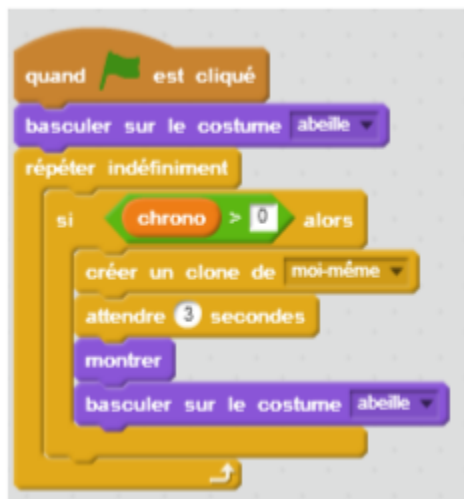 quand est cliqué
basculer sur le costume abeille
répéter indéfiniment
si chrono > 0 alors
créer un clone de moi-même
attendre 3 secondes
montrer
basculer sur le costume abeille